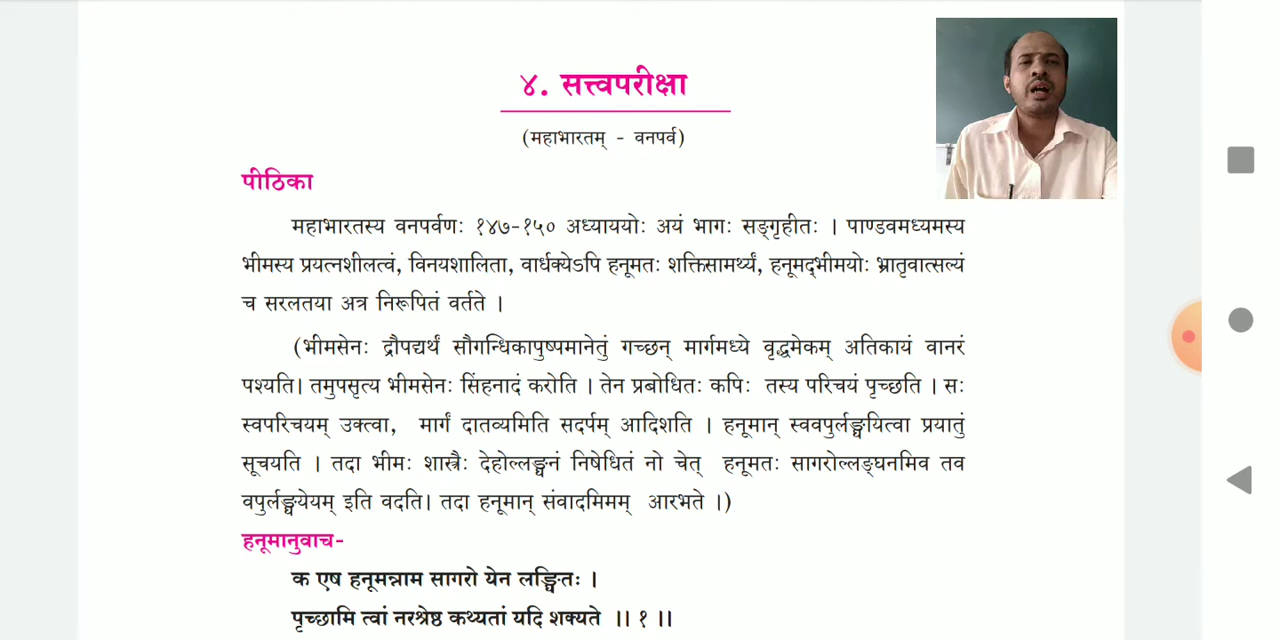 ४. सत्त्वपरीक्षा
(महाभारतम् - वनपर्व)
पीठिका
महाभारतस्य वनपर्वणः १४७-१५० अध्याययोः अयं भागः सङ्गृहीतः । पाण्डवमध्यमस्य
भीमस्य प्रयत्नशीलत्वं, विनयशालिता, वार्धक्येऽपि हनूमतः शक्तिसामर्थ्यं, हनूमद्भीमयोः भ्रातृवात्सल्यं
च सरलतया अत्र निरूपितं वर्तते ।
(भीमसेनः द्रौपद्यर्थं सौगन्धिकापुष्पमानेतुं गच्छन् मार्गमध्ये वृद्धमेकम् अतिकायं वानरं
पश्यति। तमुपसृत्य भीमसेनः सिंहनादं करोति । तेन प्रबोधितः कपिः तस्य परिचयं पृच्छति । सः
स्वपरिचयम् उक्त्वा, मार्गं दातव्यमिति सदर्पम् आदिशति । हनूमान् स्ववपुर्लङ्घयित्वा प्रयातुं
सूचयति । तदा भीमः शास्त्रैः देहोल्लङ्घनं निषेधितं नो चेत् हनूमतः सागरोल्लङ्घनमिव तव
वपुर्लङ्घयेयम् इति वदति। तदा हनूमान् संवादमिमम् आरभते ।)
हनूमानुवाच-
क एष हनूमन्नाम सागरो येन लङ्घितः ।
पृच्छामि त्वां नरश्रेष्ठ कथ्यतां यदि शक्यते ।। १ ।।